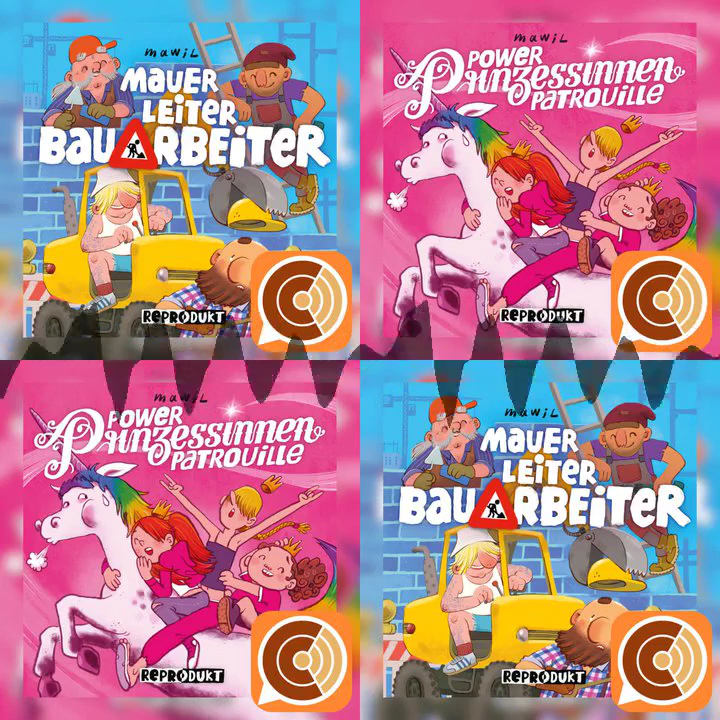 mawiL
MAUER
LEITER
BAUARBEITER
REPRODUKT
mawiL
POWER
PRINZESSINNEN
PATROUILLE
REPRODUKT
mawiL
POWER
PRINZESSINNEN
PATROUILLE
REPRODUKT
mawiL
MAUER
LEITER
BAUARBEITER
REPRODUKT